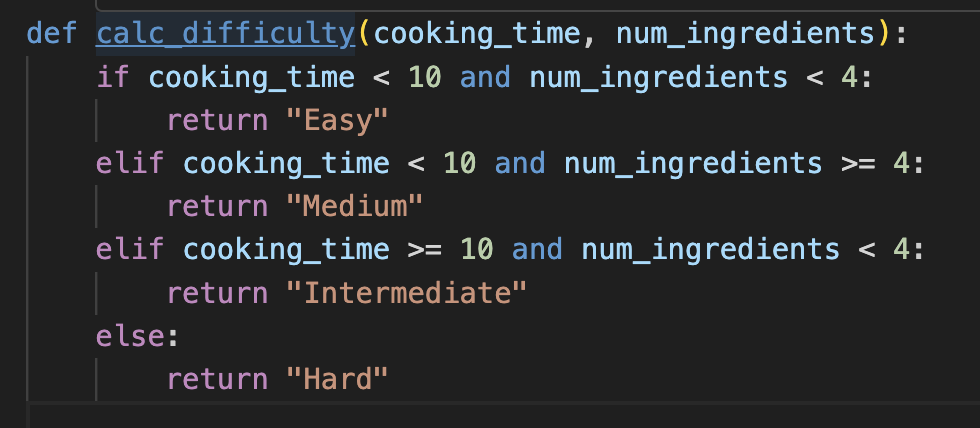 def calc_difficulty(cooking_time, num_ingredients):
    if cooking_time < 10 and num_ingredients < 4:
        return "Easy"
    elif cooking_time < 10 and num_ingredients >= 4:
        return "Medium"
    elif cooking_time >= 10 and num_ingredients < 4:
        return "Intermediate"
    else:
        return "Hard"